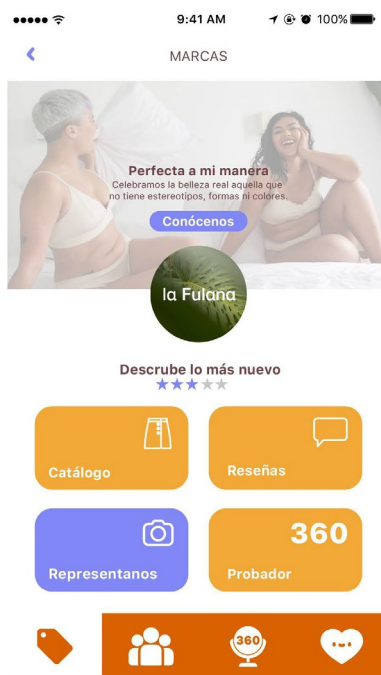 9:41 AM
100%
MARCAS
Perfecta a mi manera
Celebramos la belleza real aquella que
no tiene estereotipos, formas ni colores.
Conócenos
la Fulana
Descrube lo más nuevo
Catálogo
Reseñas
Representanos
360
Probador
360